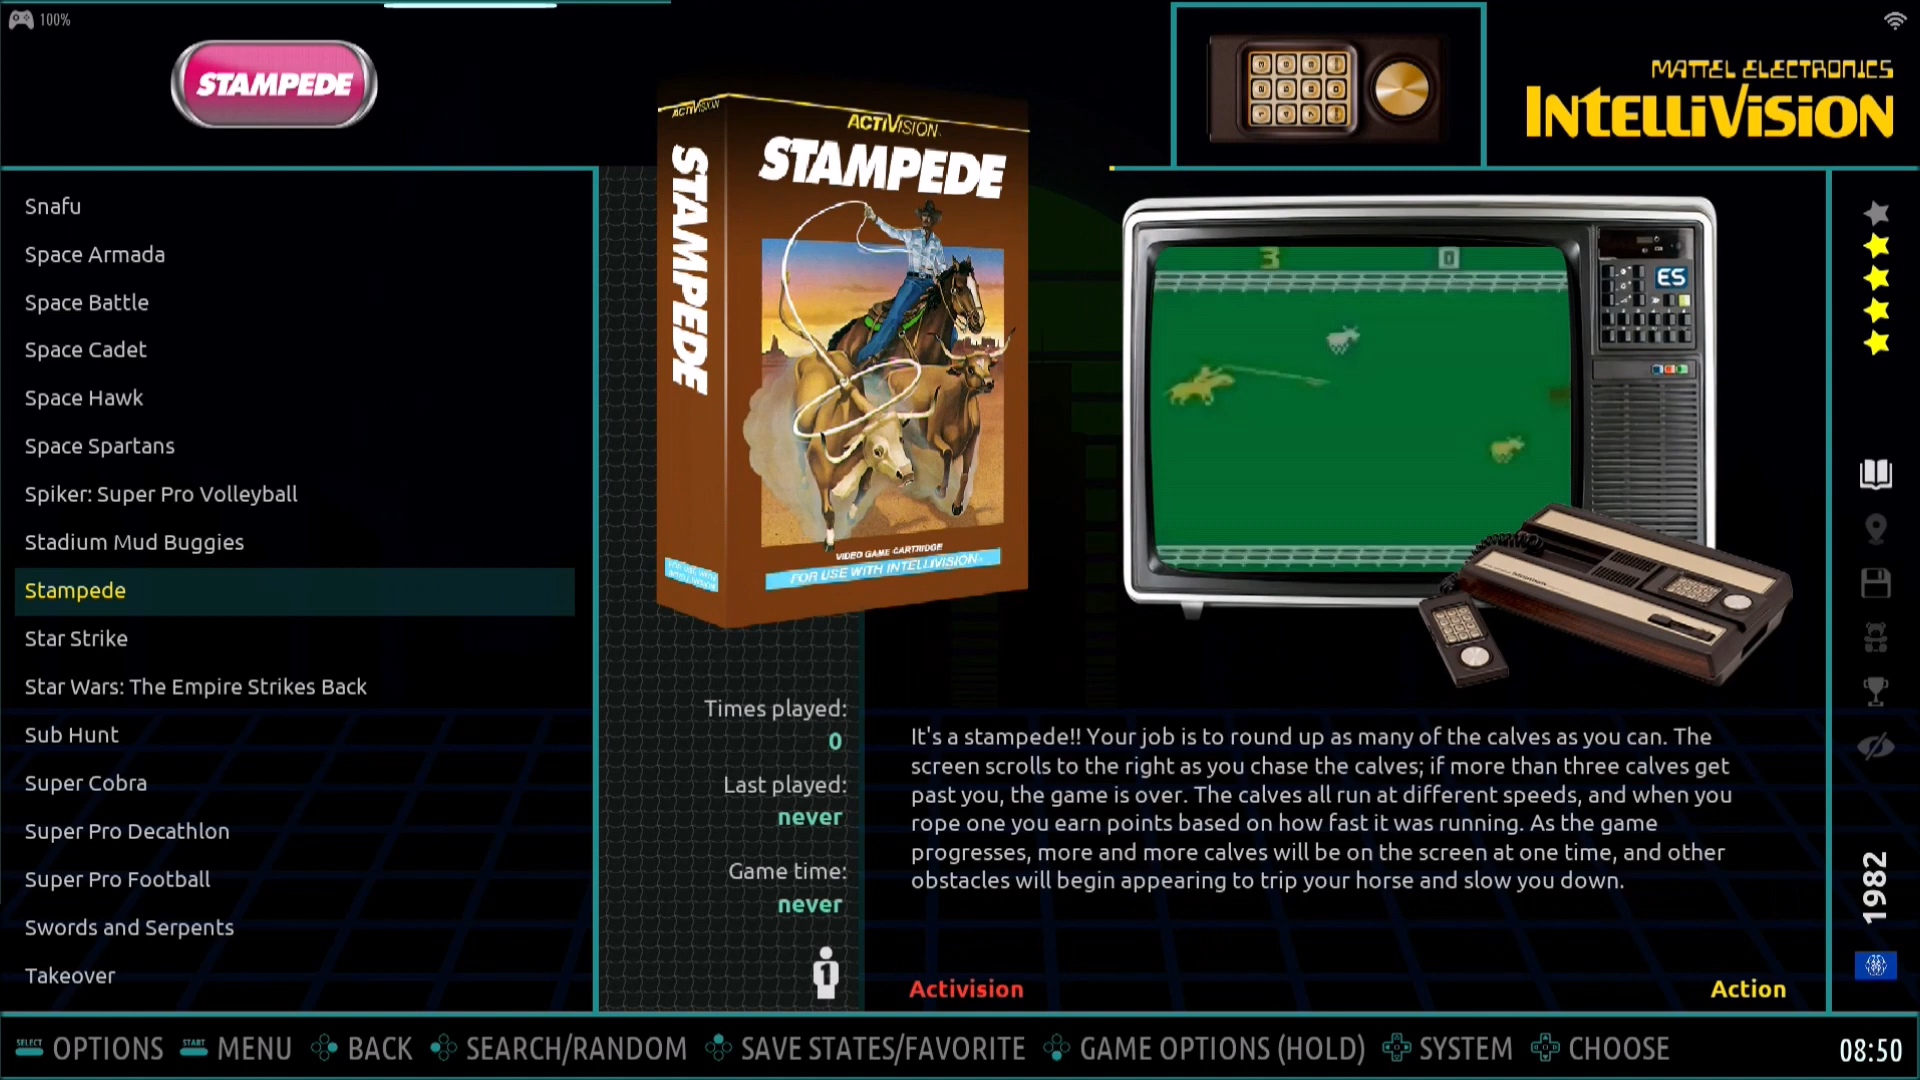 100%
STAMPEDE
MATTEL ELECTRONICS
INTELLIVISION
Snafu
Space Armada
Space Battle
Space Cadet
Space Hawk
Space Spartans
Spiker: Super Pro Volleyball
Stadium Mud Buggies
Stampede
Star Strike
Star Wars: The Empire Strikes Back
Sub Hunt
Super Cobra
Super Pro Decathlon
Super Pro Football
Swords and Serpents
Takeover
ACTIVISION
STAMPEDE
ACTIVISION
STAMPEDE
VIDEO GAME CARTRIDGE
FOR USE WITH INTELLIVISION
3 0
ES
Times played:
0
Last played:
never
Game time:
never
1
It's a stampede!! Your job is to round up as many of the calves as you can. The
screen scrolls to the right as you chase the calves; if more than three calves get
past you, the game is over. The calves all run at different speeds, and when you
rope one you earn points based on how fast it was running. As the game
progresses, more and more calves will be on the screen at one time, and other
obstacles will begin appearing to trip your horse and slow you down.
Activision
Action
1982
SELECT OPTIONS START MENU BACK SEARCH/RANDOM SAVE STATES/FAVORITE GAME OPTIONS (HOLD) SYSTEM CHOOSE
08:50